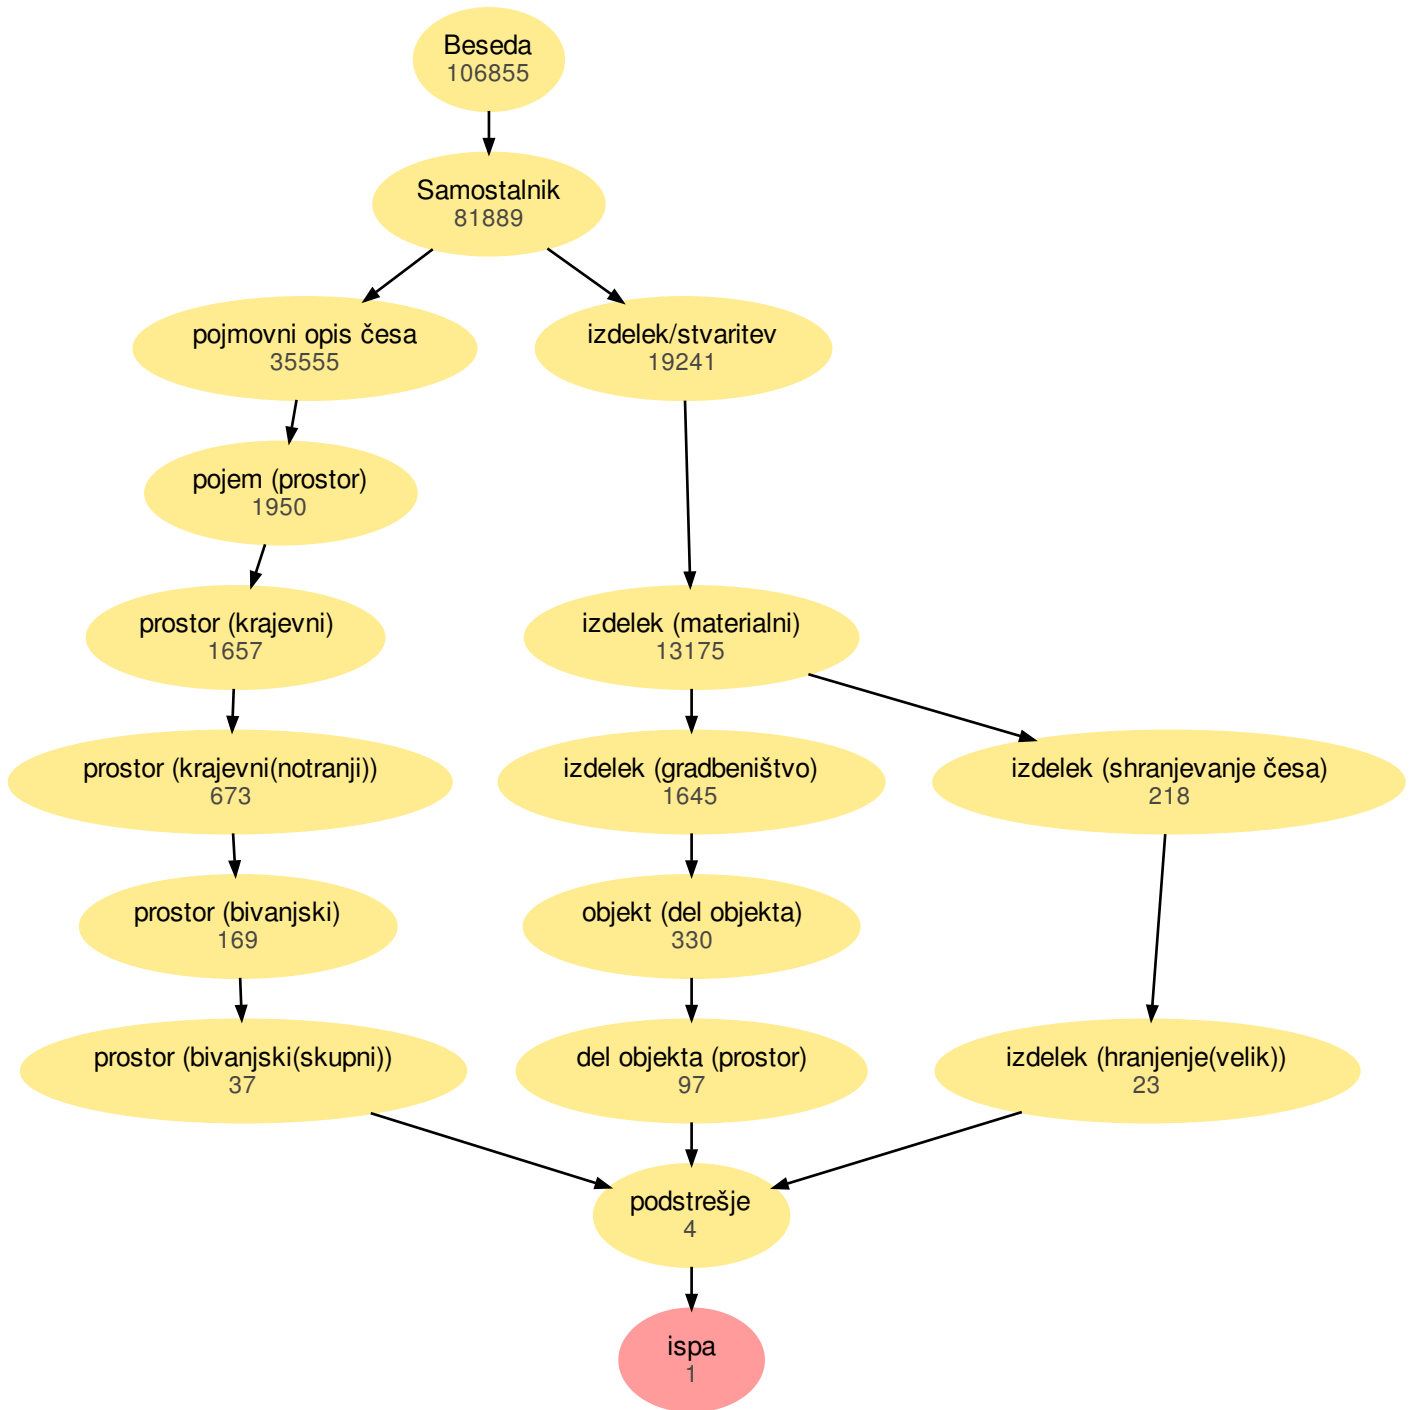 Beseda
106855
Samostalnik
81889
pojmovni opis česa
35555
izdelek/stvaritev
19241
pojem (prostor)
1950
prostor (krajevni)
1657
izdelek (materialni)
13175
prostor (krajevni(notranji))
673
izdelek (gradbeništvo)
1645
izdelek (shranjevanje česa)
218
prostor (bivanjski)
169
objekt (del objekta)
330
prostor (bivanjski(skupni))
37
del objekta (prostor)
97
izdelek (hranjenje(velik))
23
podstrešje
4
ispa
1